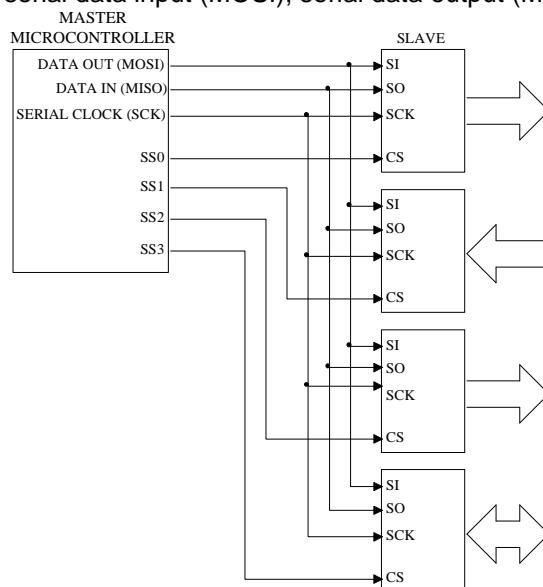 serial data input (MOSI), serial data output (M
MASTER
MICROCONTROLLER
SLAVE
DATA OUT (MOSI)
DATA IN (MISO)
SERIAL CLOCK (SCK)
SS0
SS1
SS2
SS3
SI
SO
SCK
CS
SI
SO
SCK
CS
SI
SO
SCK
CS
SI
SO
SCK
CS